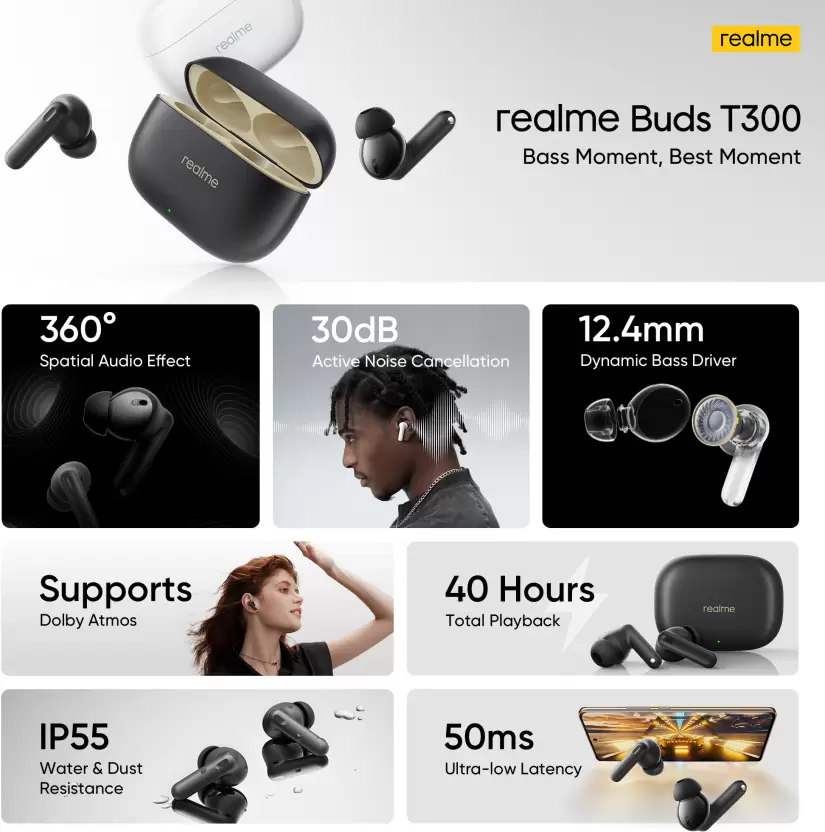 realme
realme
realme
realme Buds T300
Bass Moment, Best Moment
360°
Spatial Audio Effect
30dB
Active Noise Cancellation
12.4mm
Dynamic Bass Driver
Supports
Dolby Atmos
40 Hours
Total Playback
realme
IP55
Water & Dust
Resistance
50ms
Ultra-low Latency